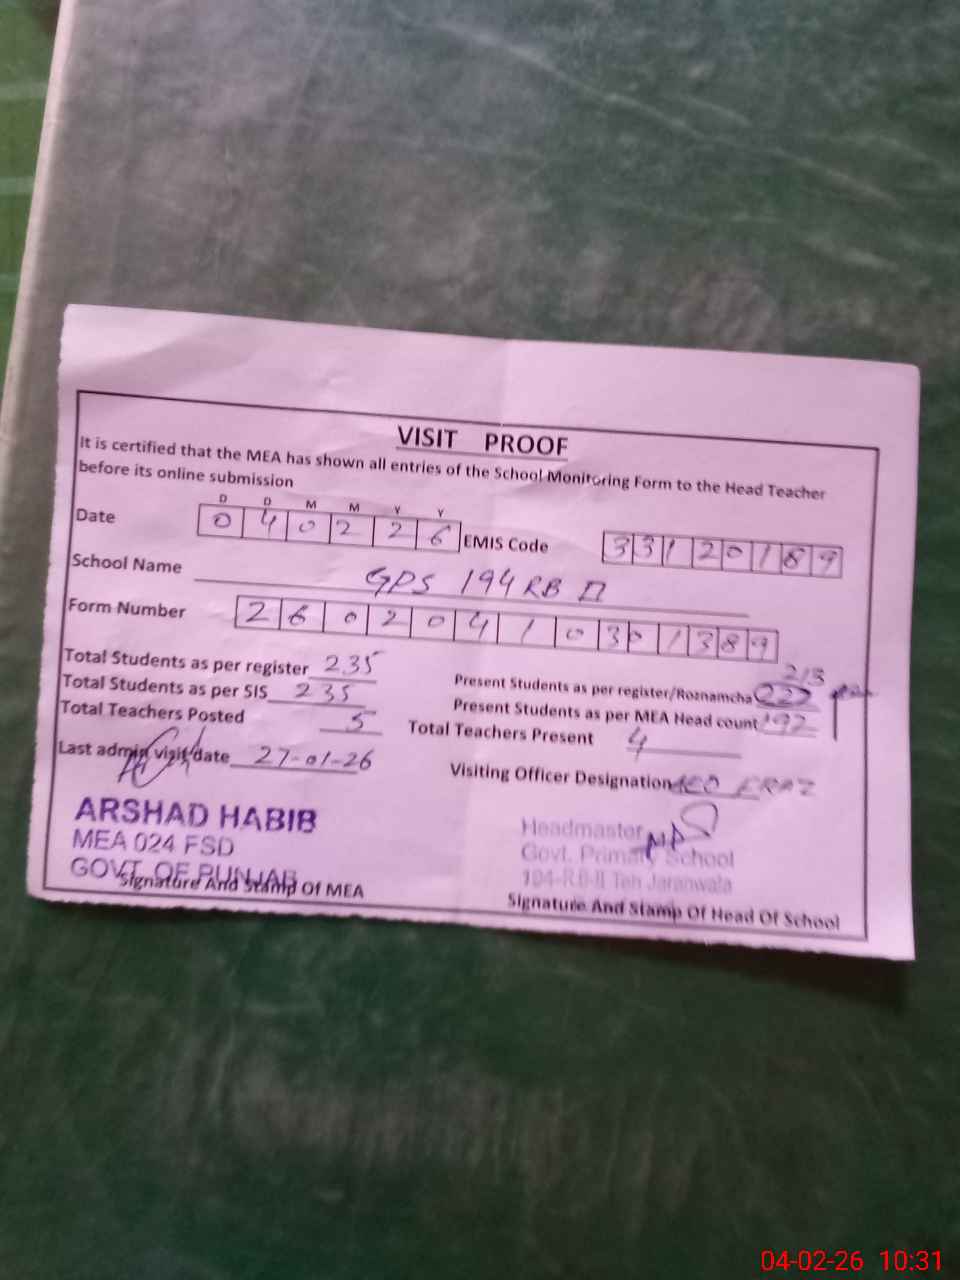 VISIT PROOF
It is certified that the MEA has shown all entries of the School Monitoring Form to the Head Teacher
before its online submission
D D M M Y Y
Date 0 4 0 2 2 6 EMIS Code 3 3 1 2 0 1 8 9
School Name GPS 194 RB II
Form Number 2 6 0 2 0 4 1 0 3 0 1 3 8 9
Total Students as per register 235
213
Present Students as per register/Roznamcha 227
Total Students as per SIS 235
Present Students as per MEA Head count 192
Total Teachers Posted 5
Total Teachers Present 4
Last admin visit date 27-01-26
Visiting Officer Designation AEO
ARSHAD HABIB
MEA 024 FSD
GOVT. OF PUNJAB
Signature And Stamp Of MEA
Headmaster
Govt. Primary School
194-RB-II Teh Jaranwala
Signature And Stamp Of Head Of School
04-02-26 10:31